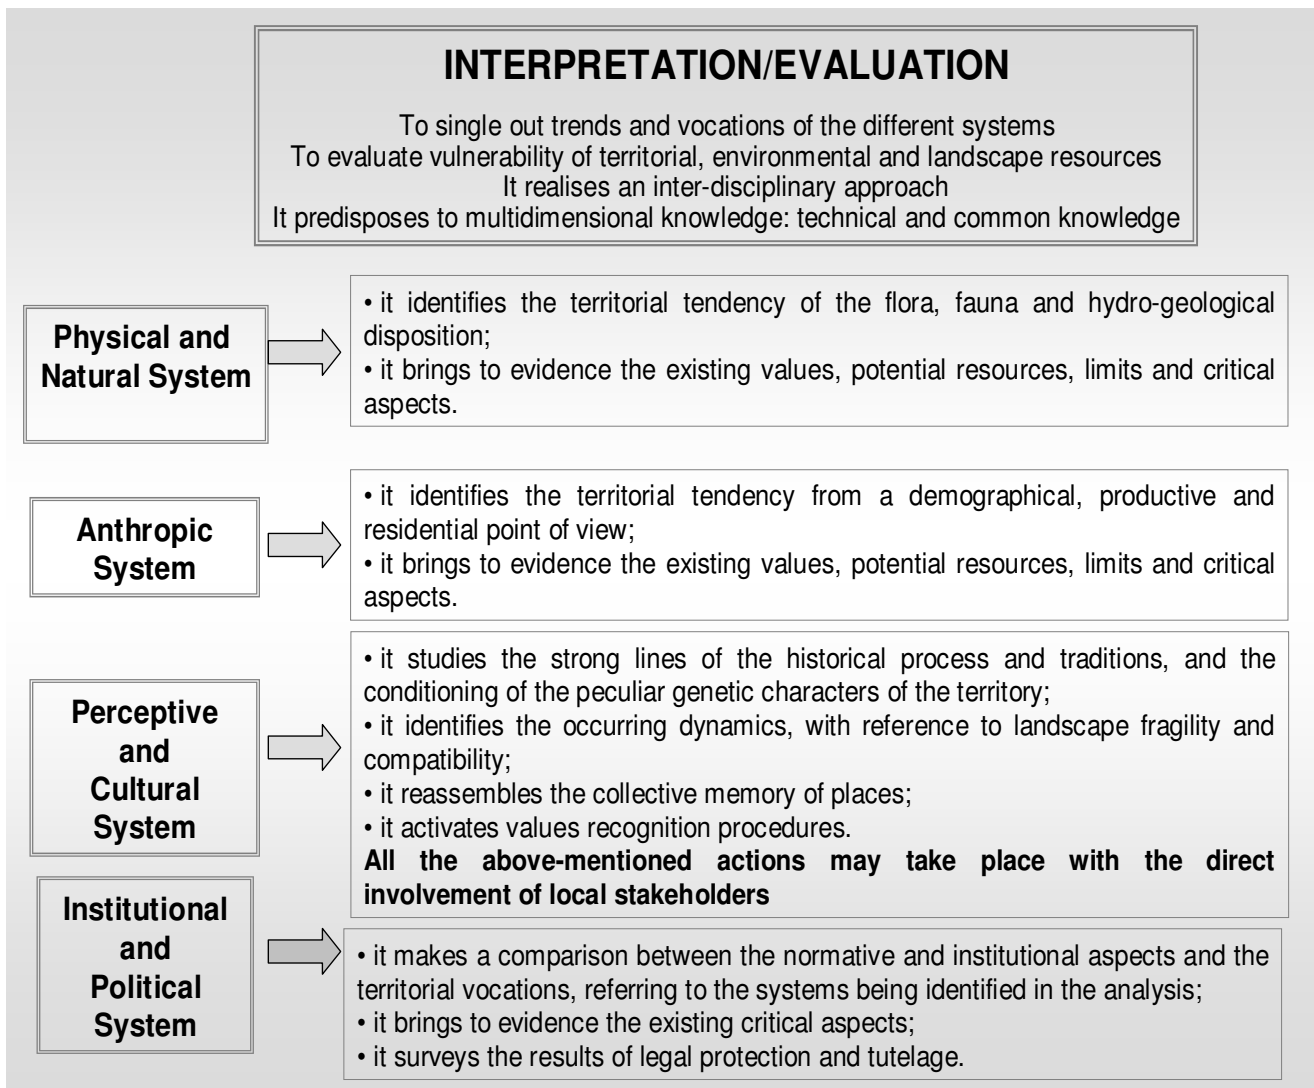 INTERPRETATION/EVALUATION
To single out trends and vocations of the different systems
To evaluate vulnerability of territorial, environmental and landscape resources
It realises an inter-disciplinary approach
It predisposes to multidimensional knowledge: technical and common knowledge
Physical and
Natural System
• it identifies the territorial tendency of the flora, fauna and hydro-geological
disposition;
• it brings to evidence the existing values, potential resources, limits and critical
aspects.
Anthropic
System
• it identifies the territorial tendency from a demographical, productive and
residential point of view;
• it brings to evidence the existing values, potential resources, limits and critical
aspects.
Perceptive
and
Cultural
System
• it studies the strong lines of the historical process and traditions, and the
conditioning of the peculiar genetic characters of the territory;
• it identifies the occurring dynamics, with reference to landscape fragility and
compatibility;
• it reassembles the collective memory of places;
• it activates values recognition procedures.
All the above-mentioned actions may take place with the direct
involvement of local stakeholders
Institutional
and
Political
System
• it makes a comparison between the normative and institutional aspects and the
territorial vocations, referring to the systems being identified in the analysis;
• it brings to evidence the existing critical aspects;
• it surveys the results of legal protection and tutelage.